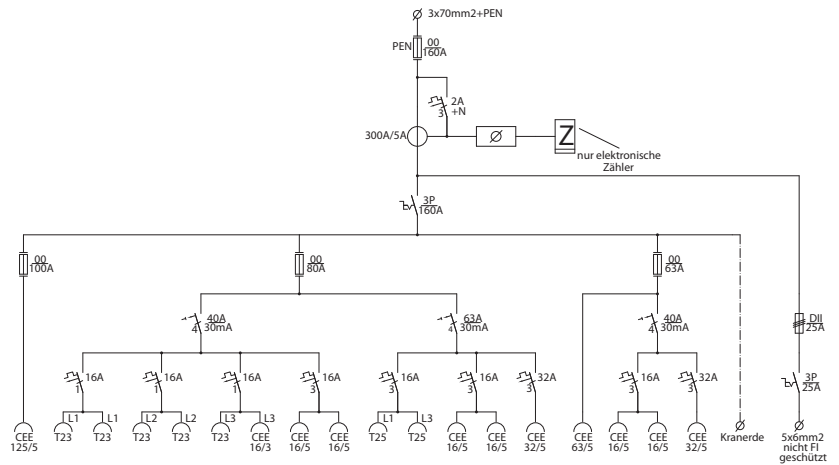 3x70mm2+PEN
PEN
00
160A
2A
+N
3
300A/5A
Z
nur elektronische
Zähler
3P
160A
00
100A
00
80A
00
63A
40A
4 30mA
63A
4 30mA
40A
4 30mA
DII
25A
16A
1
16A
1
16A
1
16A
3
16A
3
16A
3
32A
3
16A
3
32A
3
3P
25A
L1 L1 L2 L2 L3 L3 L1 L3
CEE
125/5
T23
T23
T23
T23
T23
CEE
16/3
CEE
16/5
CEE
16/5
T25
T25
CEE
16/5
CEE
16/5
CEE
32/5
CEE
63/5
CEE
16/5
CEE
16/5
CEE
32/5
Kranerde
5x6mm2
nicht FI
geschützt